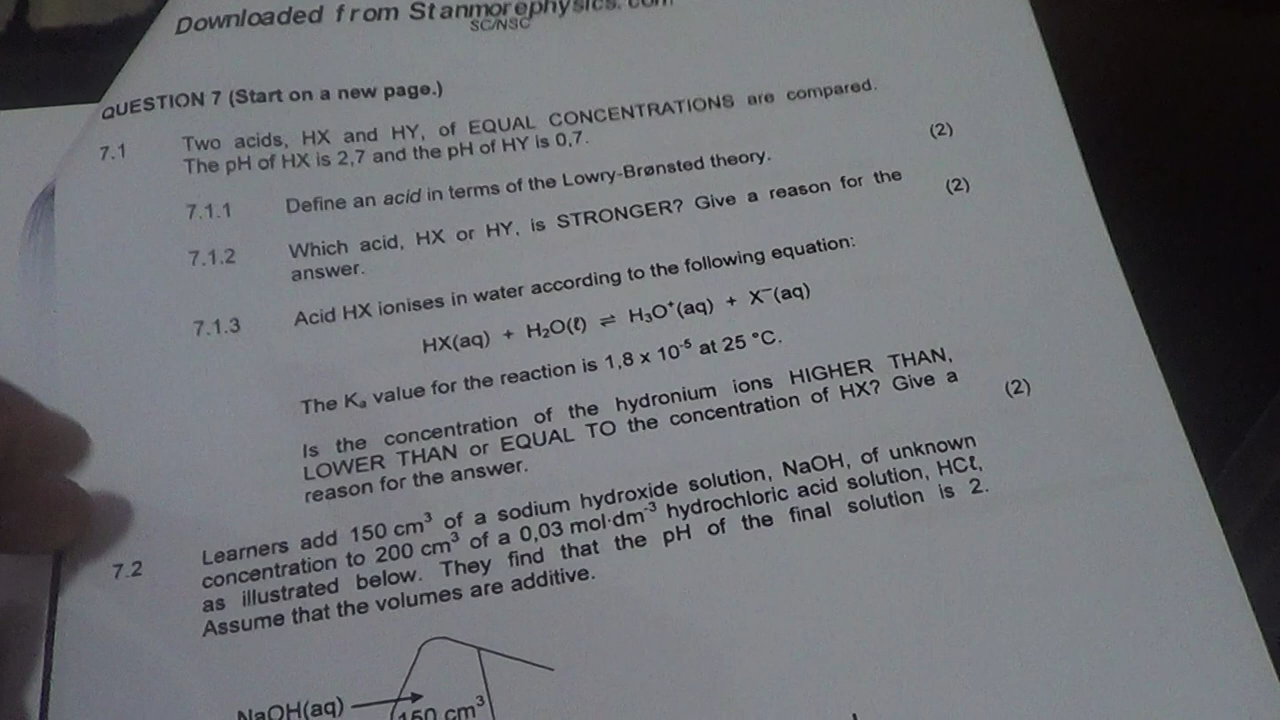 Downloaded from Stanmorephysics.com
SC/NSC
QUESTION 7 (Start on a new page.)
7.1 Two acids, HX and HY, of EQUAL CONCENTRATIONS are compared.
The pH of HX is 2,7 and the pH of HY is 0,7.
7.1.1 Define an acid in terms of the Lowry-Brønsted theory. (2)
7.1.2 Which acid, HX or HY, is STRONGER? Give a reason for the
answer. (2)
7.1.3 Acid HX ionises in water according to the following equation:
HX(aq) + H₂O(ℓ) ⇌ H₃O⁺(aq) + X⁻(aq)
The Kₐ value for the reaction is 1,8 x 10⁻⁵ at 25 °C.
Is the concentration of the hydronium ions HIGHER THAN,
LOWER THAN or EQUAL TO the concentration of HX? Give a
reason for the answer. (2)
7.2 Learners add 150 cm³ of a sodium hydroxide solution, NaOH, of unknown
concentration to 200 cm³ of a 0,03 mol·dm⁻³ hydrochloric acid solution, HCℓ,
as illustrated below. They find that the pH of the final solution is 2.
Assume that the volumes are additive.
NaOH(aq)
150 cm³